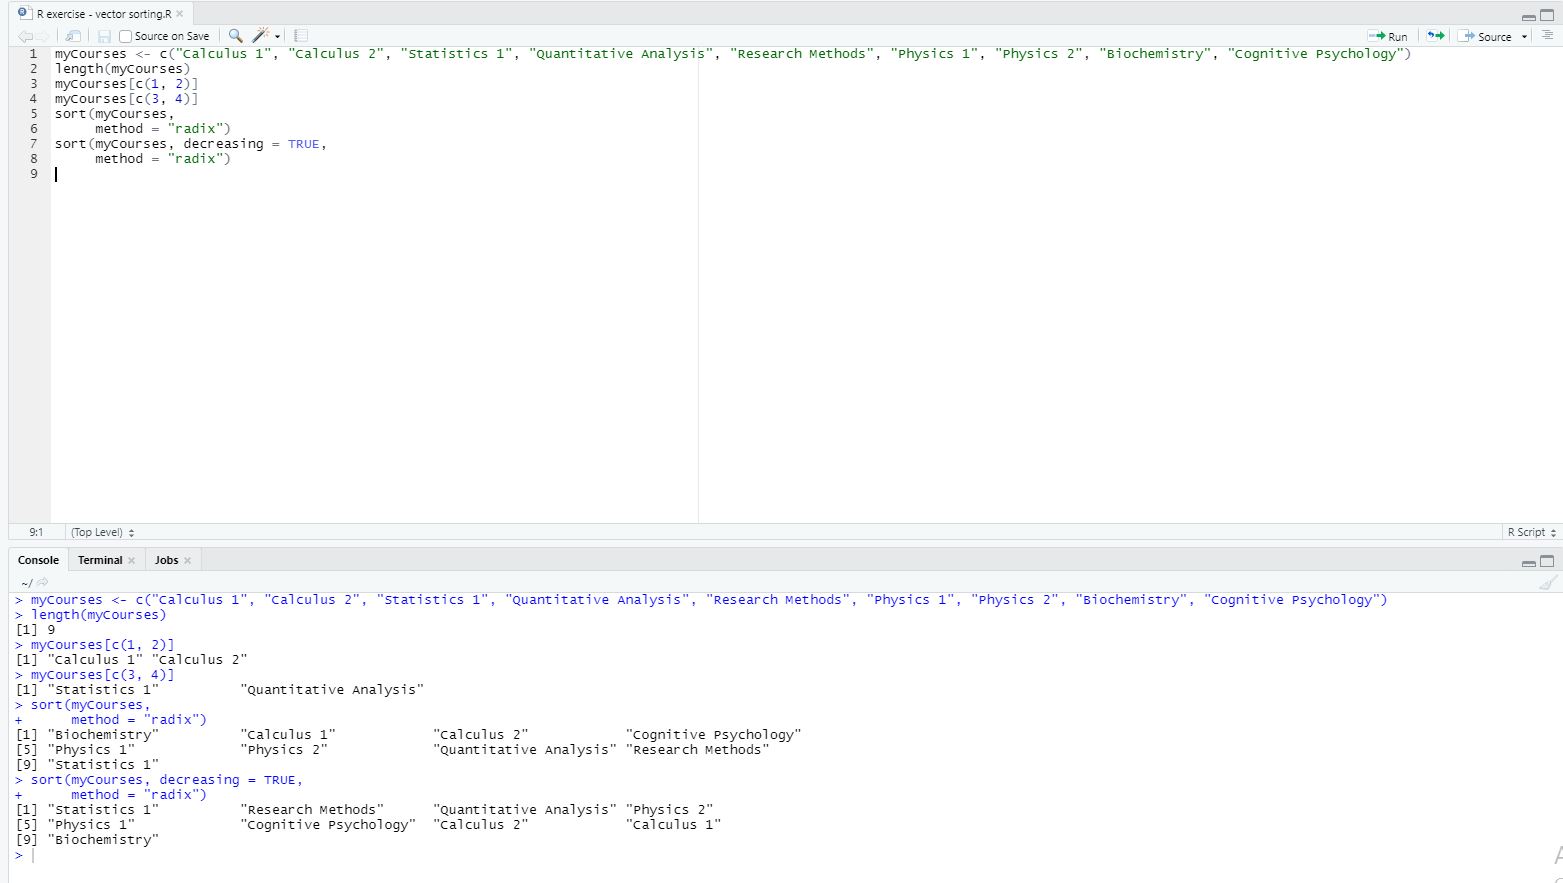 R exercise - vector sorting.R
Source on Save
Run
Source
1 myCourses <- c("Calculus 1", "Calculus 2", "Statistics 1", "Quantitative Analysis", "Research Methods", "Physics 1", "Physics 2", "Biochemistry", "Cognitive Psychology")
2 length(myCourses)
3 myCourses[c(1, 2)]
4 myCourses[c(3, 4)]
5 sort(myCourses,
6      method = "radix")
7 sort(myCourses, decreasing = TRUE,
8      method = "radix")
9
9:1 (Top Level) R Script
Console Terminal Jobs
~/
> myCourses <- c("Calculus 1", "Calculus 2", "Statistics 1", "Quantitative Analysis", "Research Methods", "Physics 1", "Physics 2", "Biochemistry", "Cognitive Psychology")
> length(myCourses)
[1] 9
> myCourses[c(1, 2)]
[1] "Calculus 1" "Calculus 2"
> myCourses[c(3, 4)]
[1] "Statistics 1"          "Quantitative Analysis"
> sort(myCourses,
+      method = "radix")
[1] "Biochemistry"          "Calculus 1"            "Calculus 2"            "Cognitive Psychology"
[5] "Physics 1"             "Physics 2"             "Quantitative Analysis" "Research Methods"
[9] "Statistics 1"
> sort(myCourses, decreasing = TRUE,
+      method = "radix")
[1] "Statistics 1"          "Research Methods"      "Quantitative Analysis" "Physics 2"
[5] "Physics 1"             "Cognitive Psychology"  "Calculus 2"            "Calculus 1"
[9] "Biochemistry"
>